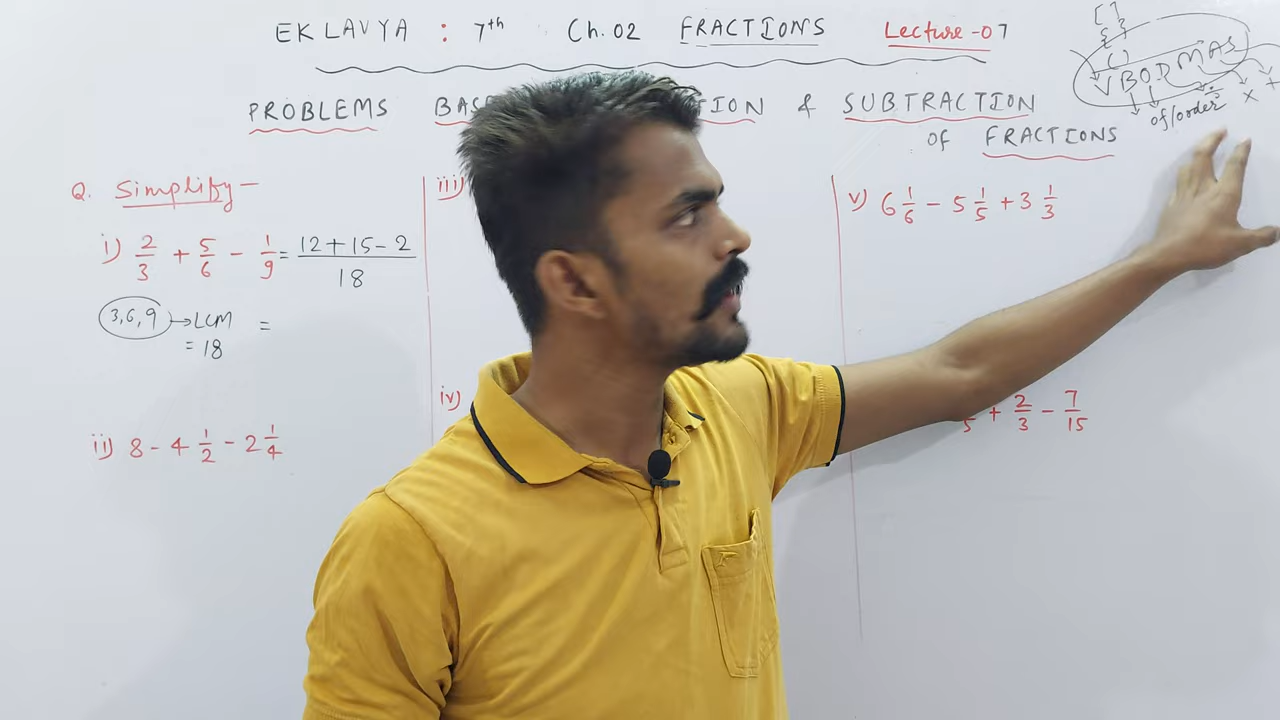 EKLAVYA : 7th Ch. 02 FRACTIONS Lecture-07
PROBLEMS & SUBTRACTION
OF FRACTIONS
[ ]
{ }
( )
VBODMAS
of/order ÷ × +
Q. Simplify—
i) 2/3 + 5/6 - 1/9 = (12 + 15 - 2)/18
3,6,9 → LCM =
= 18
ii) 8 - 4 1/2 - 2 1/4
iii)
iv)
v) 6 1/6 - 5 1/5 + 3 1/3
+ 2/3 - 7/15